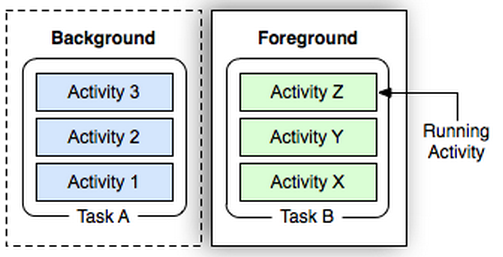 Background
Activity 3
Activity 2
Activity 1
Task A
Foreground
Activity Z
Activity Y
Activity X
Task B
Running
Activity